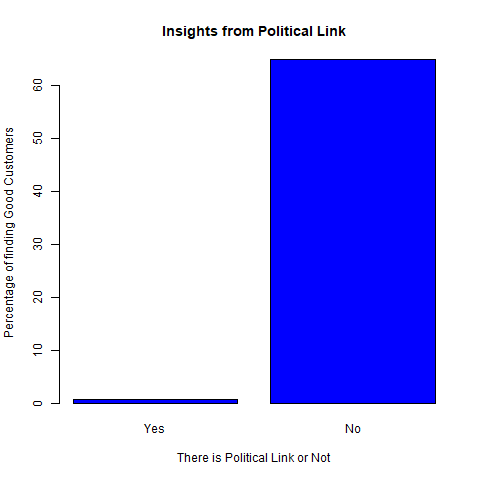 Insights from Political Link
Percentage of finding Good Customers
60
50
40
30
20
10
0
Yes No
There is Political Link or Not